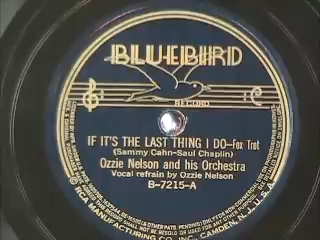 BLUEBIRD
RECORD
IF IT'S THE LAST THING I DO—Fox Trot
(Sammy Cahn-Saul Chaplin)
Ozzie Nelson and his Orchestra
Vocal refrain by Ozzie Nelson
B-7215-A
RCA MANUFACTURING CO., INC., CAMDEN, N.J., U.S.A.